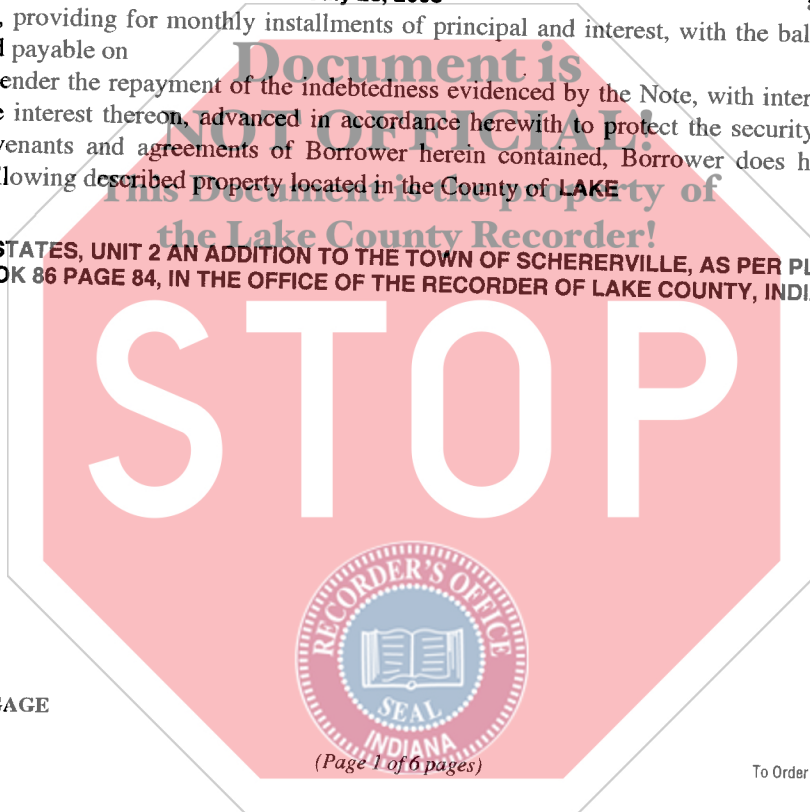 , providing for monthly installments of principal and interest, with the bal
payable on
Document is
ender the repayment of the indebtedness evidenced by the Note, with inter
interest thereon, advanced in accordance herewith to protect the security
NOT OFFICIAL!
venants and agreements of Borrower herein contained, Borrower does h
llowing described property located in the County of LAKE
This Document is the property of
the Lake County Recorder!
STATES, UNIT 2 AN ADDITION TO THE TOWN OF SCHERERVILLE, AS PER PL
OK 86 PAGE 84, IN THE OFFICE OF THE RECORDER OF LAKE COUNTY, INDI
STOP
RECORDER'S OFFICE
SEAL
INDIANA
GAGE
(Page 1 of 6 pages)
To Order